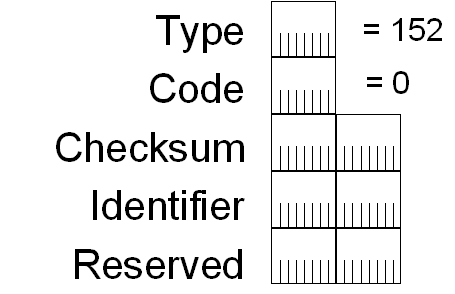 Type = 152
Code = 0
Checksum
Identifier
Reserved